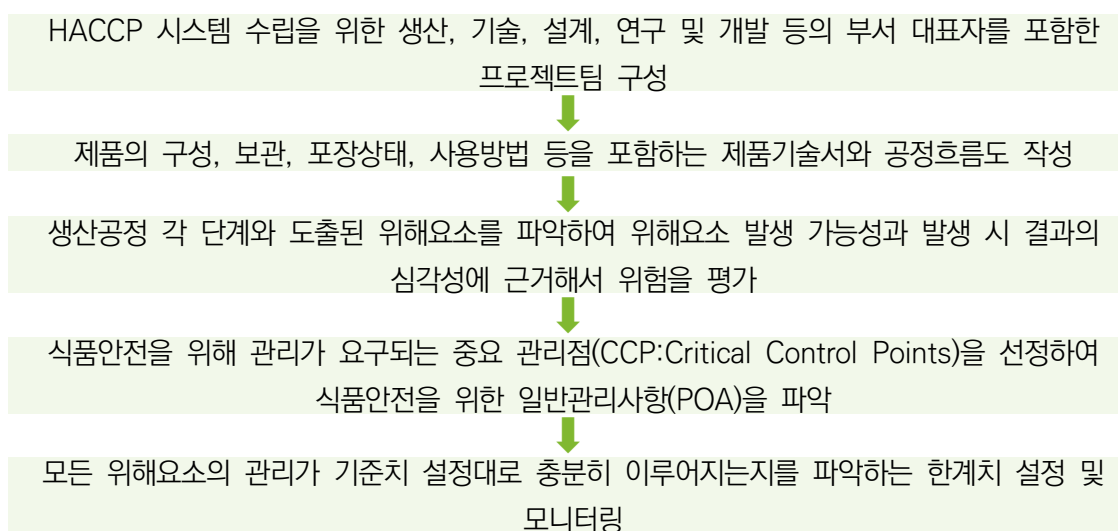 HACCP 시스템 수립을 위한 생산, 기술, 설계, 연구 및 개발 등의 부서 대표자를 포함한
프로젝트팀 구성
제품의 구성, 보관, 포장상태, 사용방법 등을 포함하는 제품기술서와 공정흐름도 작성
생산공정 각 단계와 도출된 위해요소를 파악하여 위해요소 발생 가능성과 발생 시 결과의
심각성에 근거해서 위험을 평가
식품안전을 위해 관리가 요구되는 중요 관리점(CCP:Critical Control Points)을 선정하여
식품안전을 위한 일반관리사항(POA)을 파악
모든 위해요소의 관리가 기준치 설정대로 충분히 이루어지는지를 파악하는 한계치 설정 및
모니터링